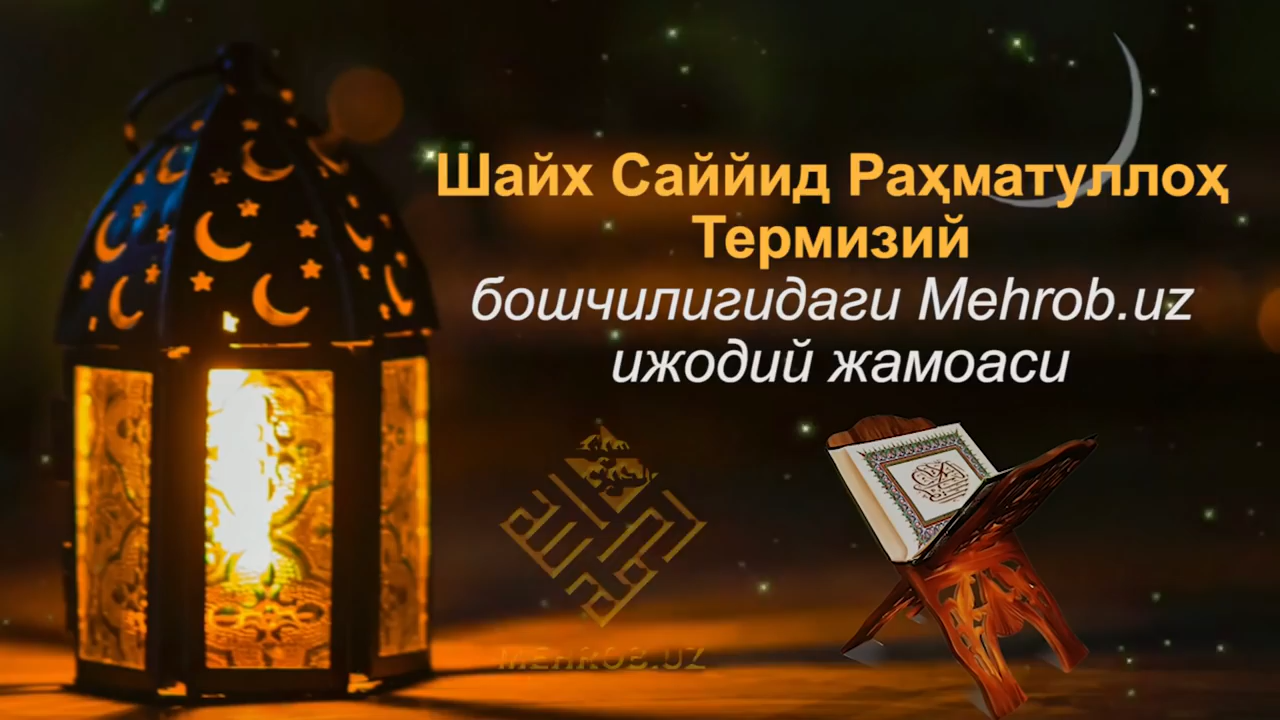 Шайх Саййид Раҳматуллоҳ
Термизий
бошчилигидаги Mehrob.uz
ижодий жамоаси
MEHROB.UZ